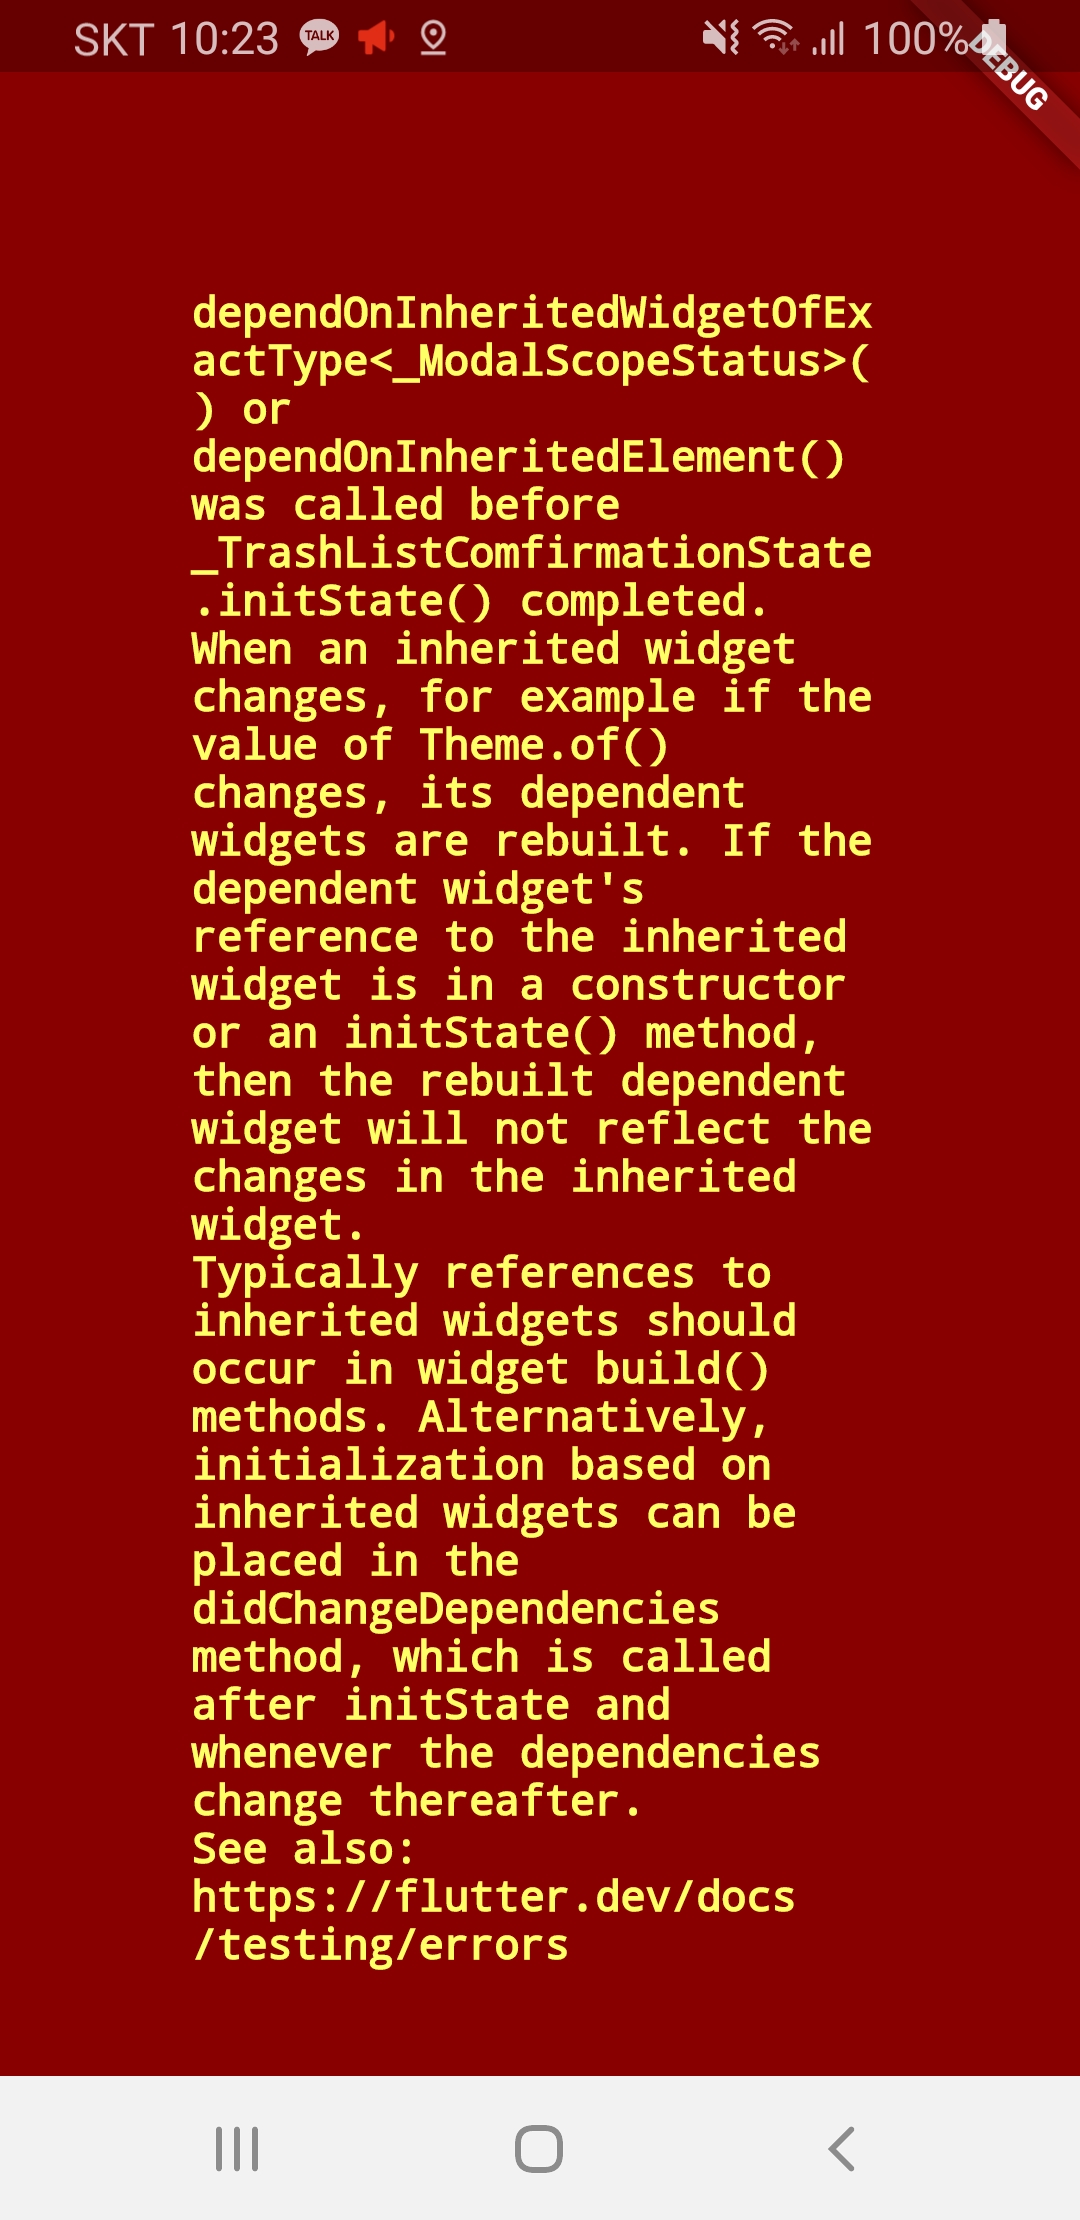 SKT 10:23 TALK 100%
DEBUG
dependOnInheritedWidgetOfEx
actType<_ModalScopeStatus>(
) or
dependOnInheritedElement()
was called before
_TrashListComfirmationState
.initState() completed.
When an inherited widget
changes, for example if the
value of Theme.of()
changes, its dependent
widgets are rebuilt. If the
dependent widget's
reference to the inherited
widget is in a constructor
or an initState() method,
then the rebuilt dependent
widget will not reflect the
changes in the inherited
widget.
Typically references to
inherited widgets should
occur in widget build()
methods. Alternatively,
initialization based on
inherited widgets can be
placed in the
didChangeDependencies
method, which is called
after initState and
whenever the dependencies
change thereafter.
See also:
https://flutter.dev/docs
/testing/errors